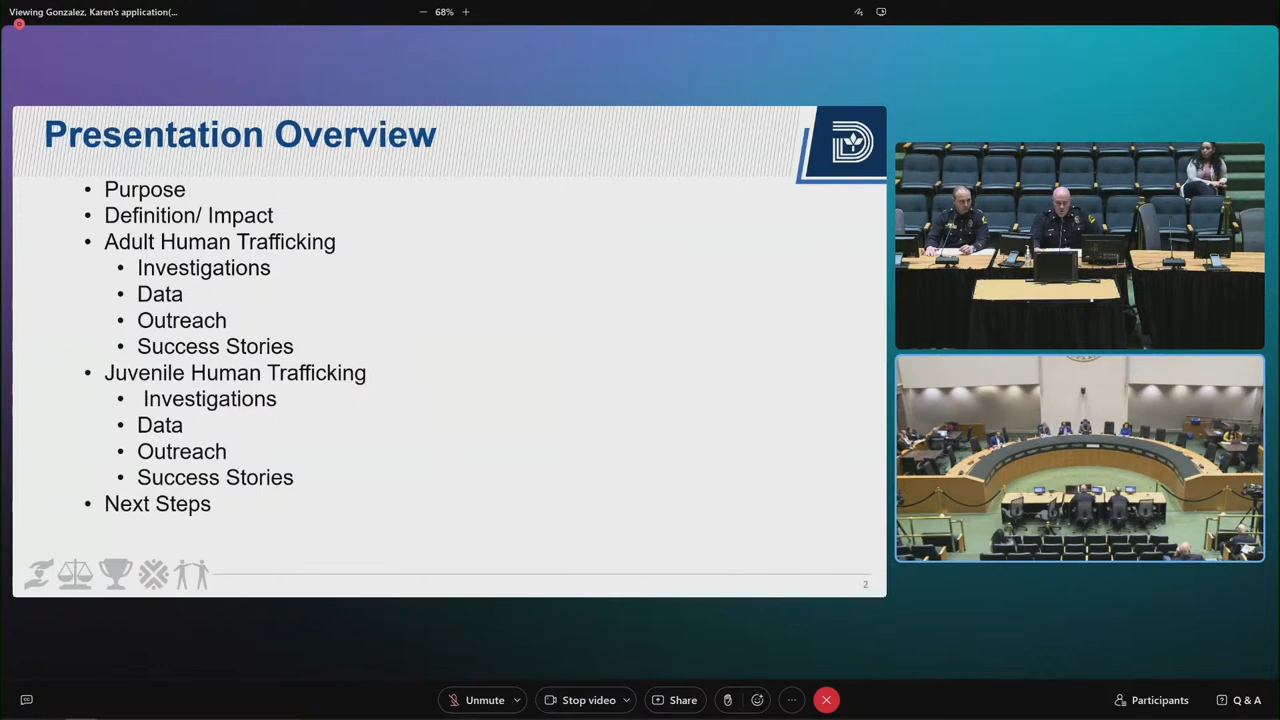 Viewing Gonzalez, Karen's application(...
68%
Presentation Overview
• Purpose
• Definition/ Impact
• Adult Human Trafficking
• Investigations
• Data
• Outreach
• Success Stories
• Juvenile Human Trafficking
• Investigations
• Data
• Outreach
• Success Stories
• Next Steps
2
Unmute
Stop video
Share
Participants
Q & A